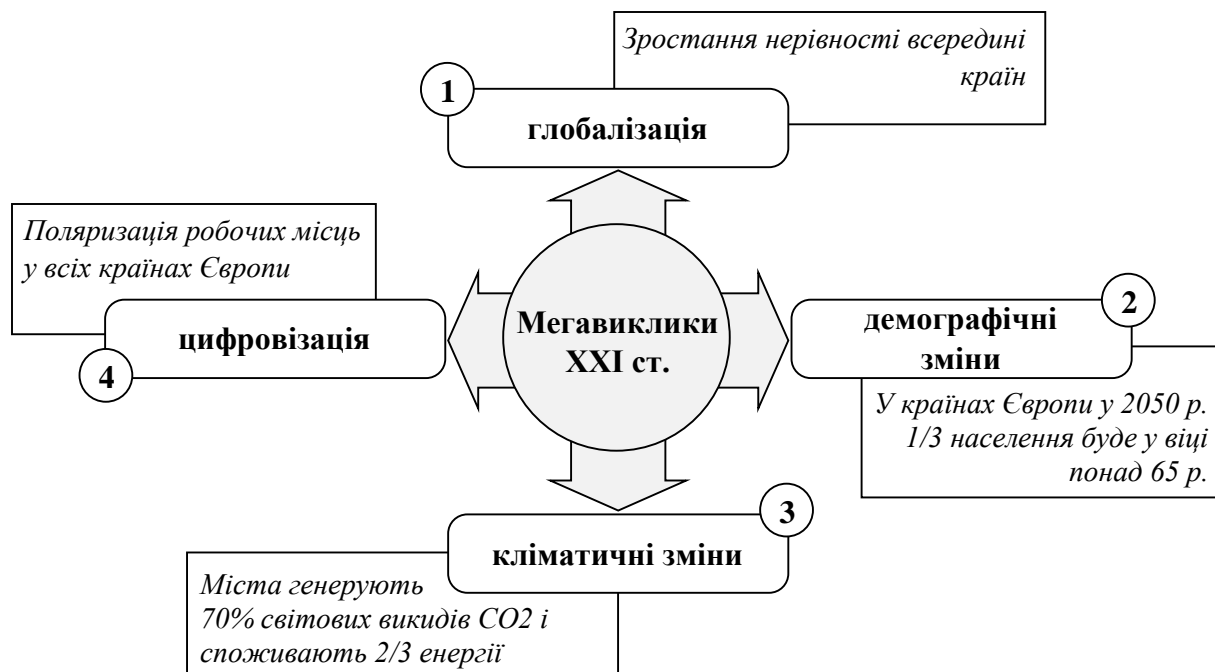 Зростання нерівності всередині
країн
1
глобалізація
Поляризація робочих місць
у всіх країнах Європи
цифровізація
4
Мегавиклики
XXI ст.
2
демографічні
зміни
У країнах Європи у 2050 р.
1/3 населення буде у віці
понад 65 р.
3
кліматичні зміни
Міста генерують
70% світових викидів CO2 і
споживають 2/3 енергії